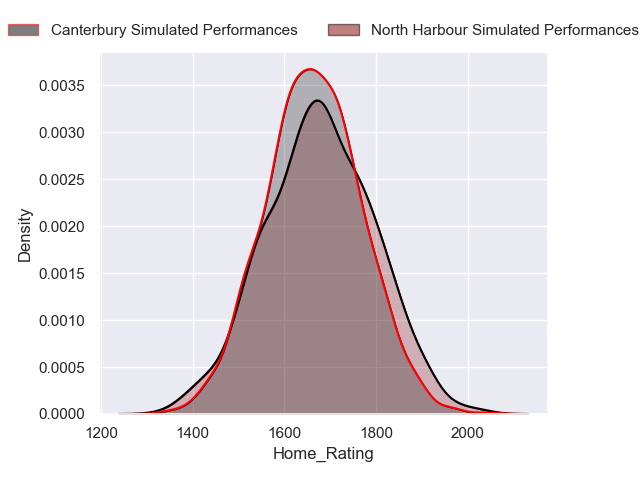 Canterbury Simulated Performances North Harbour Simulated Performances
0.0035
0.0030
0.0025
0.0020
0.0015
0.0010
0.0005
0.0000
Density
1200 1400 1600 1800 2000
Home_Rating